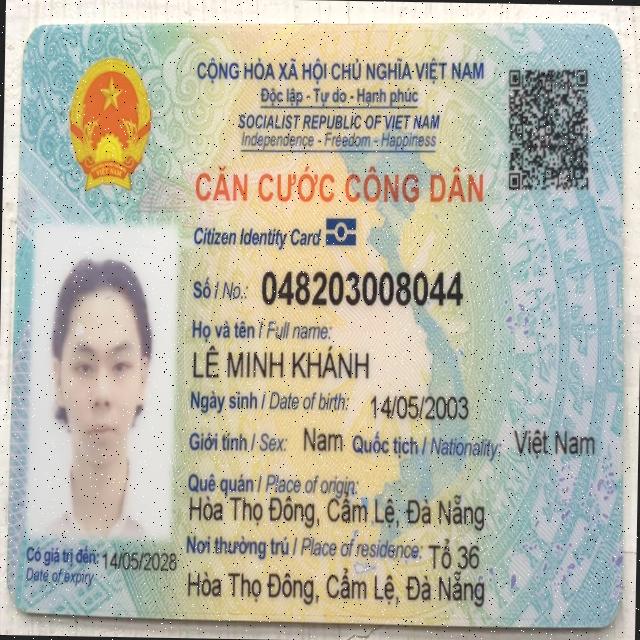 CỘNG HÒA XÃ HỘI CHỦ NGHĨA VIỆT NAM
Độc lập - Tự do - Hạnh phúc
SOCIALIST REPUBLIC OF VIET NAM
Independence - Freedom - Happiness
CĂN CƯỚC CÔNG DÂN
Citizen Identity Card
Số / No.: 048203008044
Họ và tên / Full name:
LÊ MINH KHÁNH
Ngày sinh / Date of birth: 14/05/2003
Giới tính / Sex: Nam Quốc tịch / Nationality: Việt Nam
Quê quán / Place of origin:
Hòa Thọ Đông, Cẩm Lệ, Đà Nẵng
Nơi thường trú / Place of residence: Tổ 36
Hòa Thọ Đông, Cẩm Lệ, Đà Nẵng
Có giá trị đến: 14/05/2028
Date of expiry